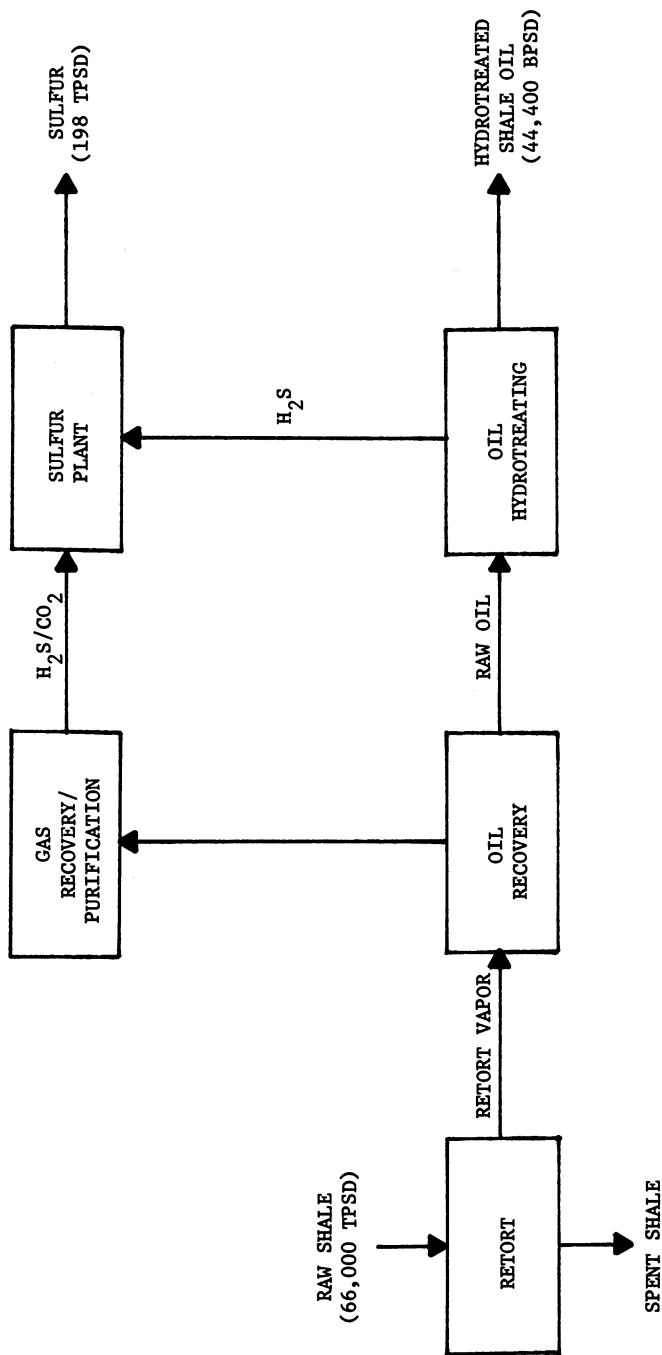 RAW SHALE
(66,000 TPSD)
RETORT
SPENT SHALE
RETORT VAPOR
OIL
RECOVERY
GAS
RECOVERY/
PURIFICATION
H₂S/CO₂
RAW OIL
SULFUR
PLANT
H₂S
OIL
HYDROTREATING
SULFUR
(198 TPSD)
HYDROTREATED
SHALE OIL
(44,400 BPSD)